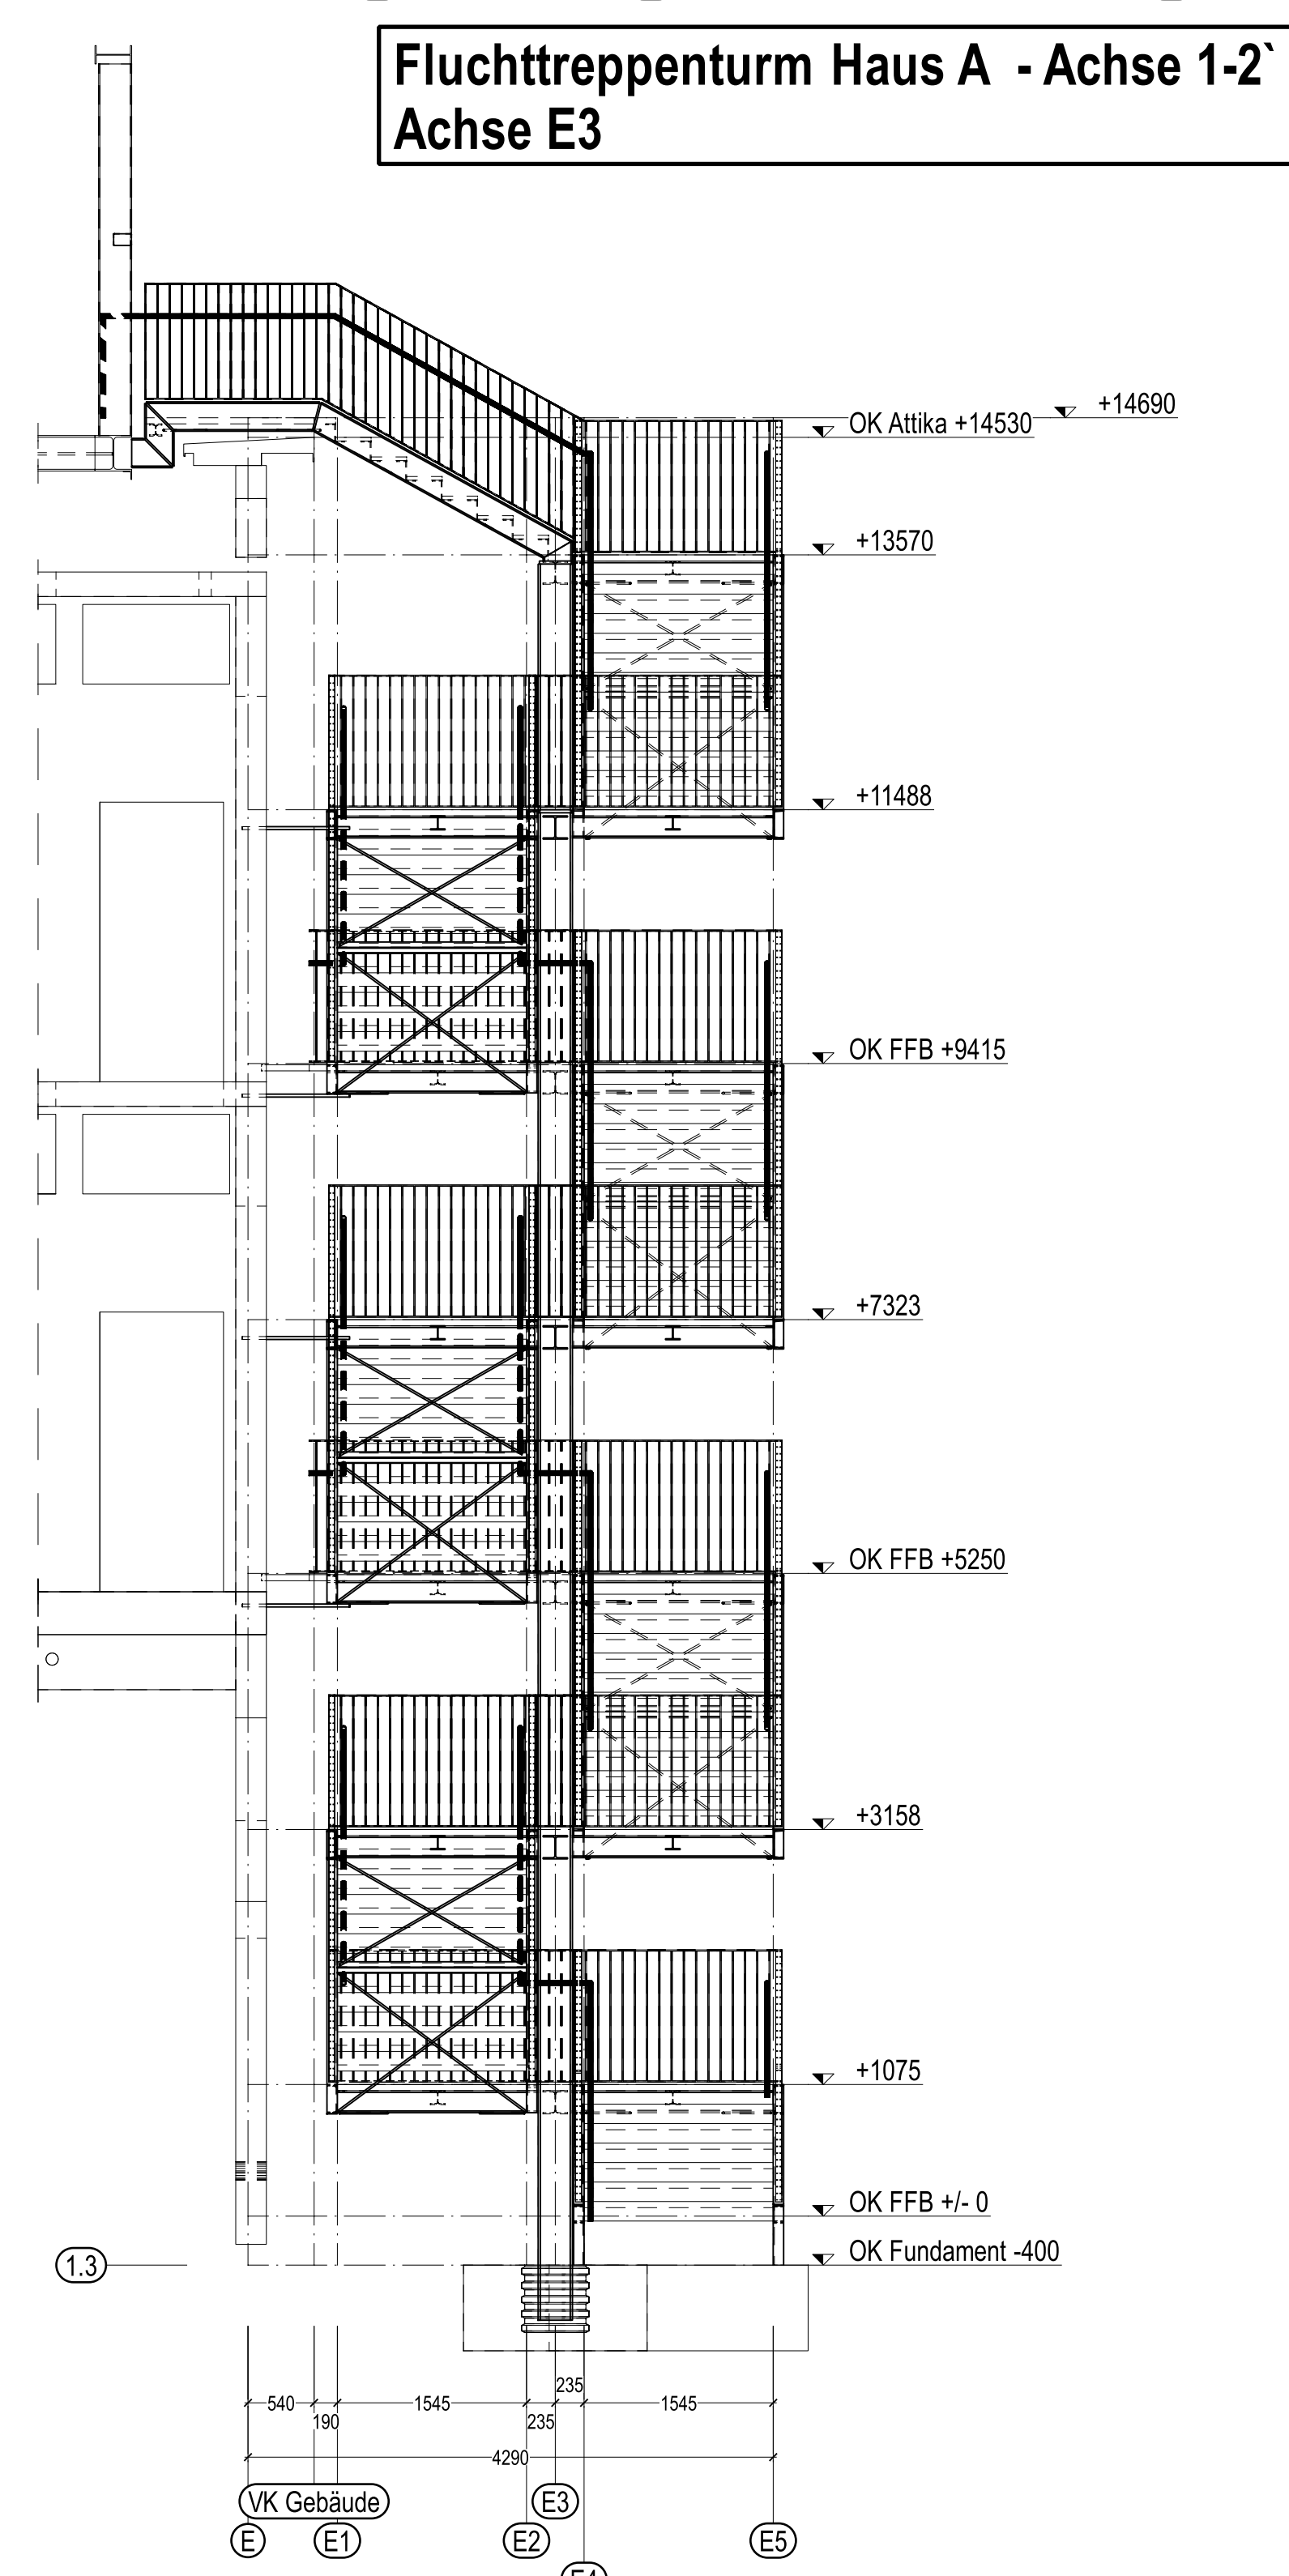 Fluchttreppenturm Haus A - Achse 1-2`
Achse E3
+14690
OK Attika +14530
+13570
+11488
OK FFB +9415
+7323
OK FFB +5250
+3158
+1075
OK FFB +/- 0
OK Fundament -400
1.3
235
540
1545
1545
190
235
4290
VK Gebäude
E3
E
E1
E2
E5
E4